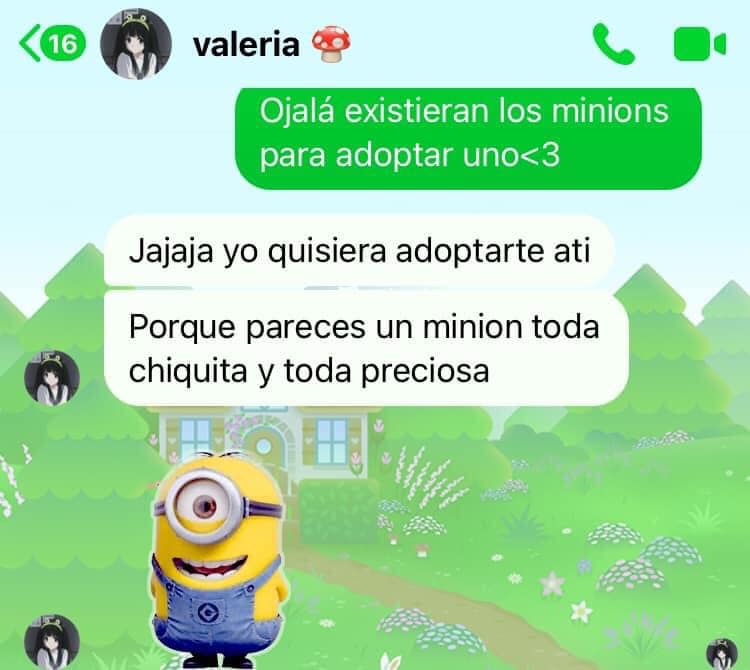 16
valeria 🍄
Ojalá existieran los minions
para adoptar uno<3
Jajaja yo quisiera adoptarte ati
Porque pareces un minion toda
chiquita y toda preciosa